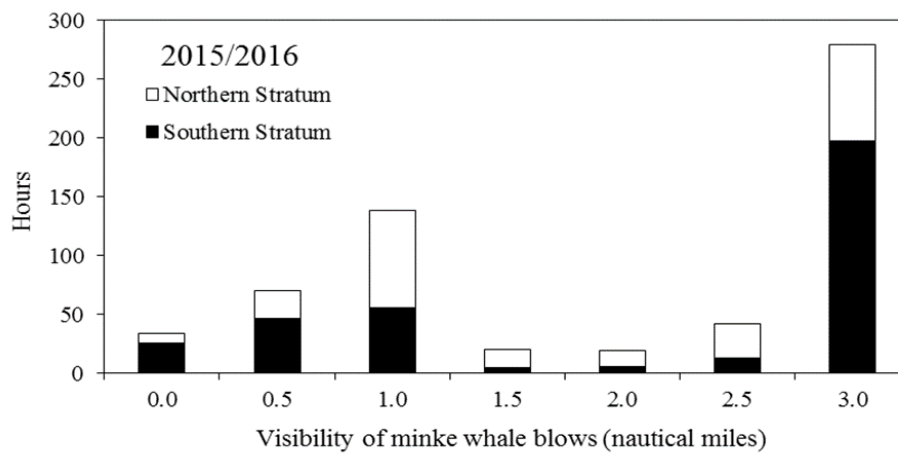 300
2015/2016
250
Northern Stratum
Southern Stratum
200
150
100
50
0
Hours
0.0 0.5 1.0 1.5 2.0 2.5 3.0
Visibility of minke whale blows (nautical miles)